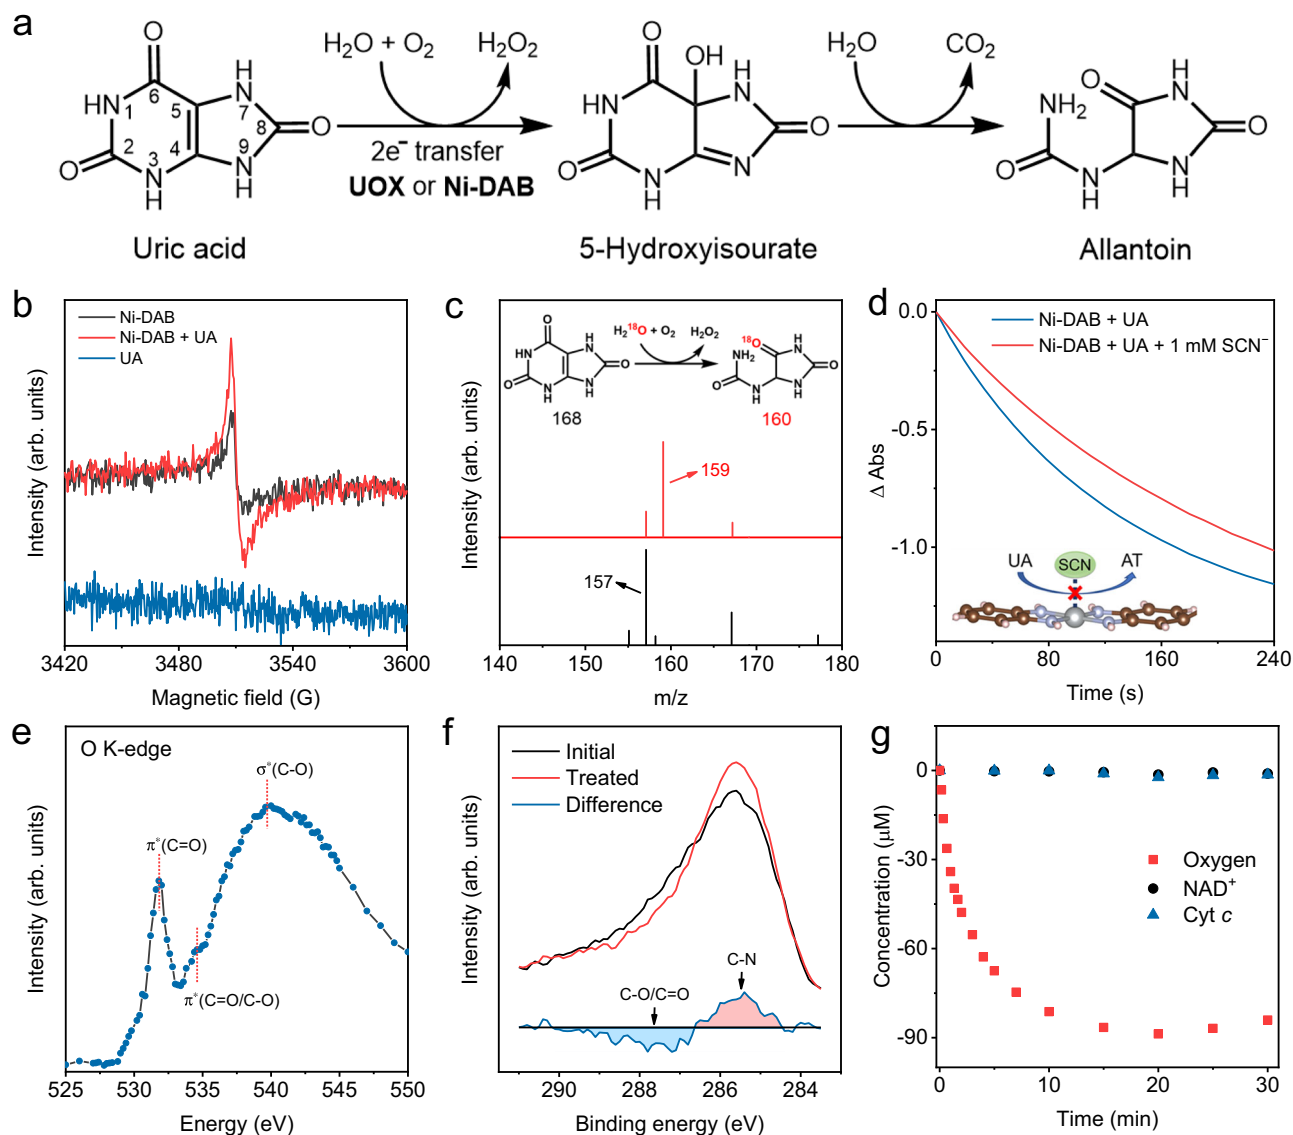 a
H₂O + O₂
H₂O₂
2e⁻ transfer
UOX or Ni-DAB
H₂O
CO₂
O
HN
1
2
3
4
5
6
7
8
9
N
H
H
N
N
H
O
O
O
HN
O
N
H
OH
H
N
N
O
NH₂
O
N
H
O
H
N
N
H
O
Uric acid
5-Hydroxyisourate
Allantoin
b
Ni-DAB
Ni-DAB + UA
UA
Intensity (arb. units)
3420
3480
3540
3600
Magnetic field (G)
c
O
HN
O
N
H
H
N
N
H
O
H₂¹⁸O + O₂
H₂O₂
¹⁸O
NH₂
O
N
H
H
N
N
H
O
168
160
159
157
Intensity (arb. units)
140
150
160
170
180
m/z
d
Ni-DAB + UA
Ni-DAB + UA + 1 mM SCN⁻
0.0
-0.5
-1.0
Δ Abs
UA
SCN
AT
0
80
160
240
Time (s)
e
O K-edge
π*(C=O)
σ*(C-O)
π*(C=O/C-O)
Intensity (arb. units)
525
530
535
540
545
550
Energy (eV)
f
Initial
Treated
Difference
C-N
C-O/C=O
Intensity (arb. units)
290
288
286
284
Binding energy (eV)
g
0
-30
-60
-90
Concentration (μM)
Oxygen
NAD⁺
Cyt c
0
10
20
30
Time (min)